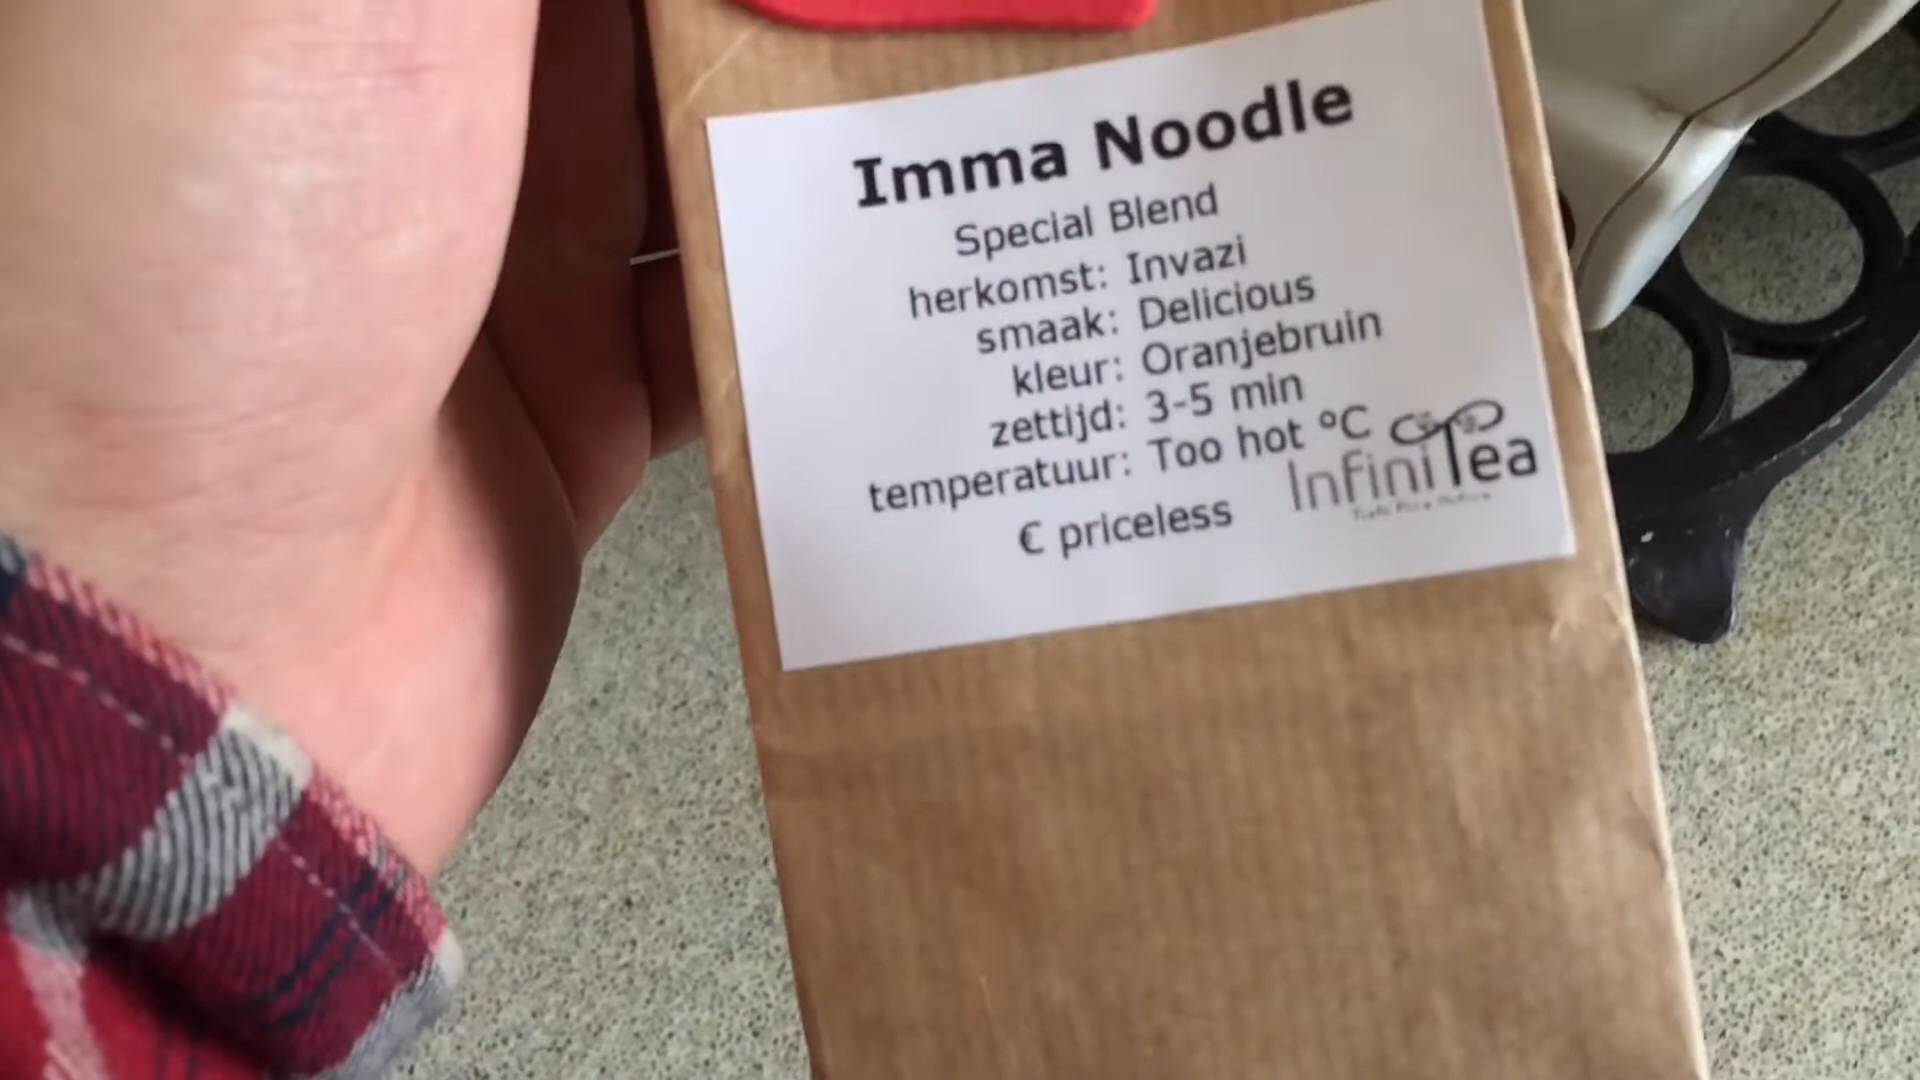 Imma Noodle
Special Blend
herkomst: Invazi
smaak: Delicious
kleur: Oranjebruin
zettijd: 3-5 min
temperatuur: Too hot °C
€ priceless
InfiniTea